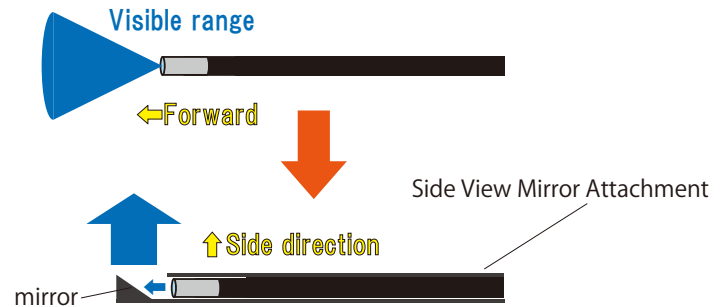 Visible range
Forward
Side View Mirror Attachment
Side direction
mirror